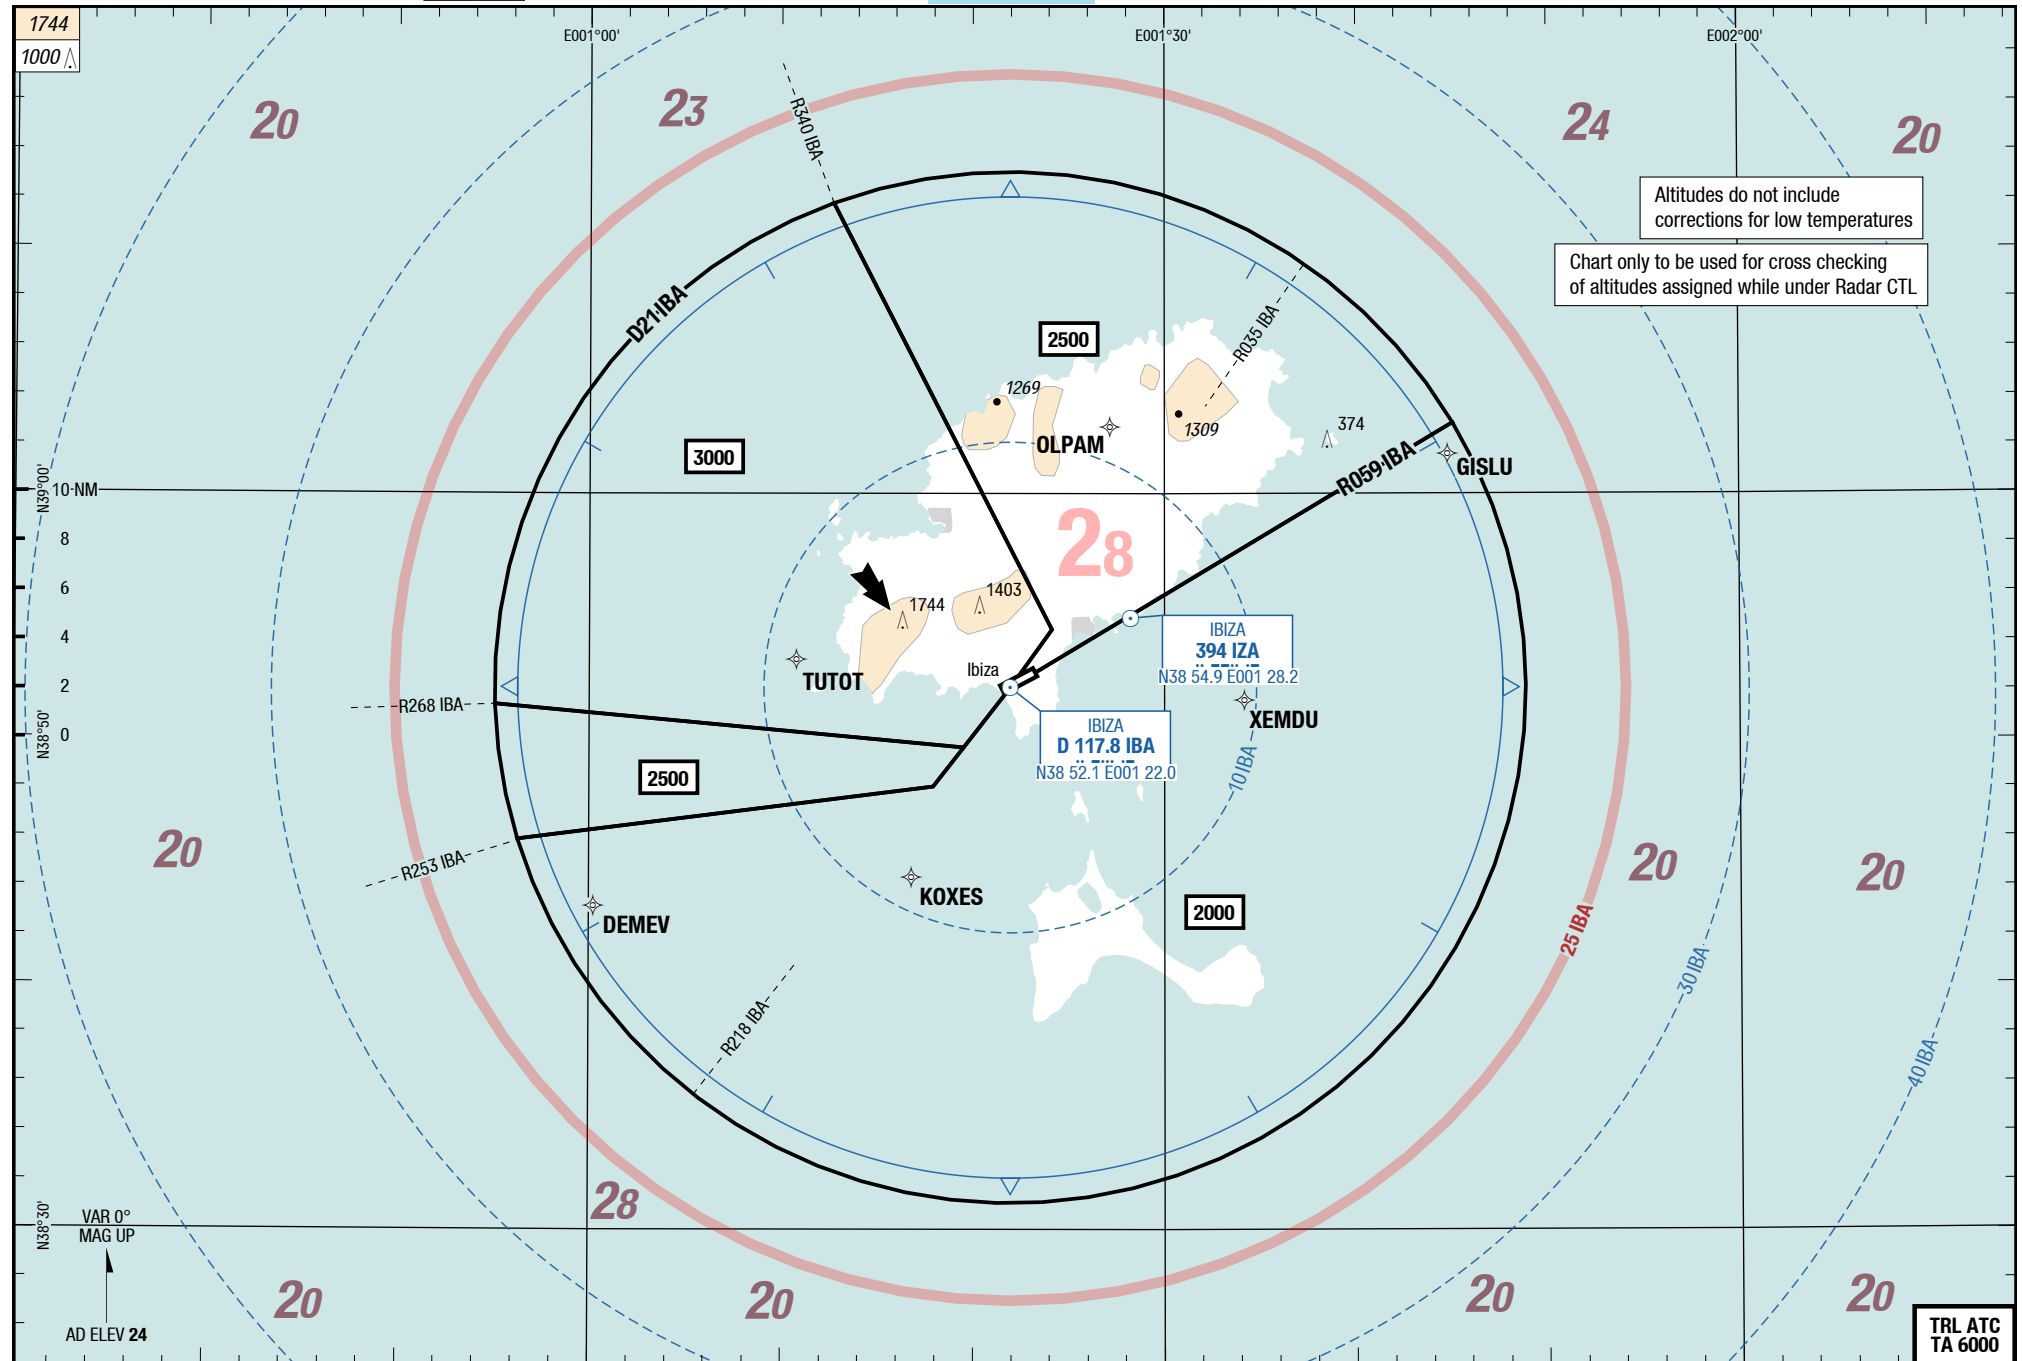 1744
1000
E001°00'
E001°30'
E002°00'
20
23
24
20
R340 IBA
Altitudes do not include
corrections for low temperatures
Chart only to be used for cross checking
of altitudes assigned while under Radar CTL
D21 IBA
R035 IBA
2500
1269
1309
374
OLPAM
3000
R059 IBA
GISLU
N39°00'
10 NM
8
6
4
2
0
28
1403
1744
IBIZA
394 IZA
N38 54.9 E001 28.2
Ibiza
TUTOT
R268 IBA
XEMDU
IBIZA
D 117.8 IBA
N38 52.1 E001 22.0
N38°50'
10 IBA
2500
20
R253 IBA
20
20
KOXES
DEMEV
2000
25 IBA
30 IBA
R218 IBA
40 IBA
28
N38°30'
VAR 0°
MAG UP
20
20
20
20
AD ELEV 24
TRL ATC
TA 6000